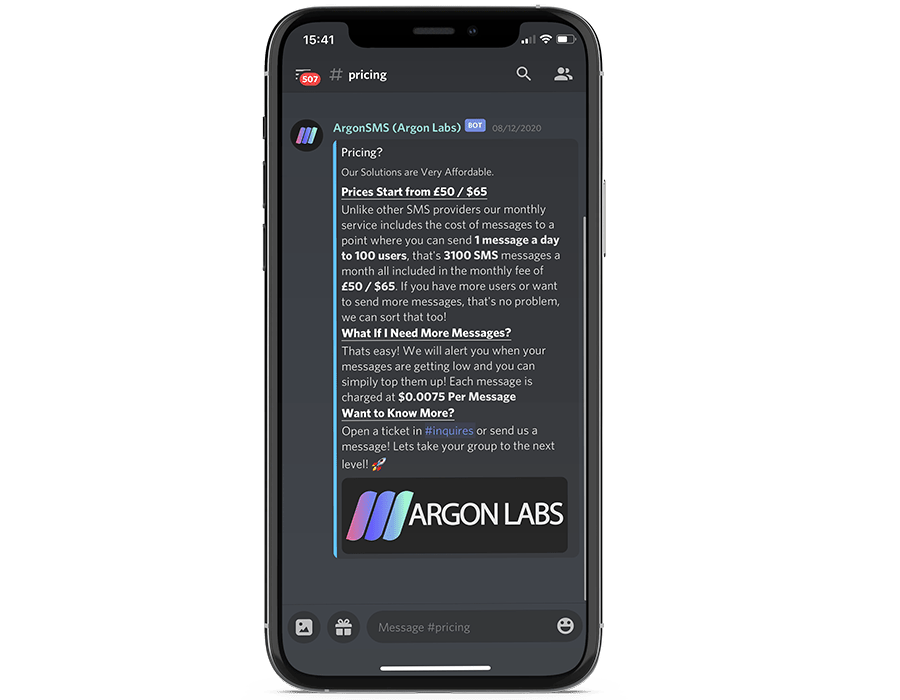 15:41
507
# pricing
ArgonSMS (Argon Labs) BOT 08/12/2020
Pricing?
Our Solutions are Very Affordable.
Prices Start from £50 / $65
Unlike other SMS providers our monthly
service includes the cost of messages to a
point where you can send 1 message a day
to 100 users, that's 3100 SMS messages a
month all included in the monthly fee of
£50 / $65. If you have more users or want
to send more messages, that's no problem,
we can sort that too!
What If I Need More Messages?
Thats easy! We will alert you when your
messages are getting low and you can
simpily top them up! Each message is
charged at $0.0075 Per Message
Want to Know More?
Open a ticket in #inquires or send us a
message! Lets take your group to the next
level! 🚀
ARGON LABS
Message #pricing